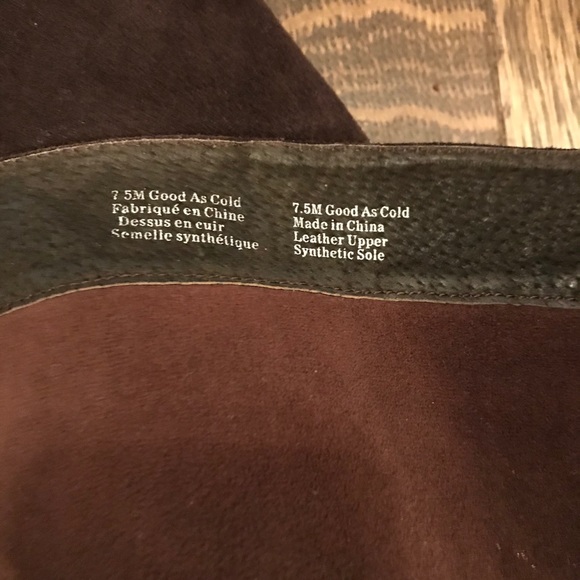 7.5M Good As Cold
Fabriqué en Chine
Dessus en cuir
Semelle synthétique
7.5M Good As Cold
Made in China
Leather Upper
Synthetic Sole